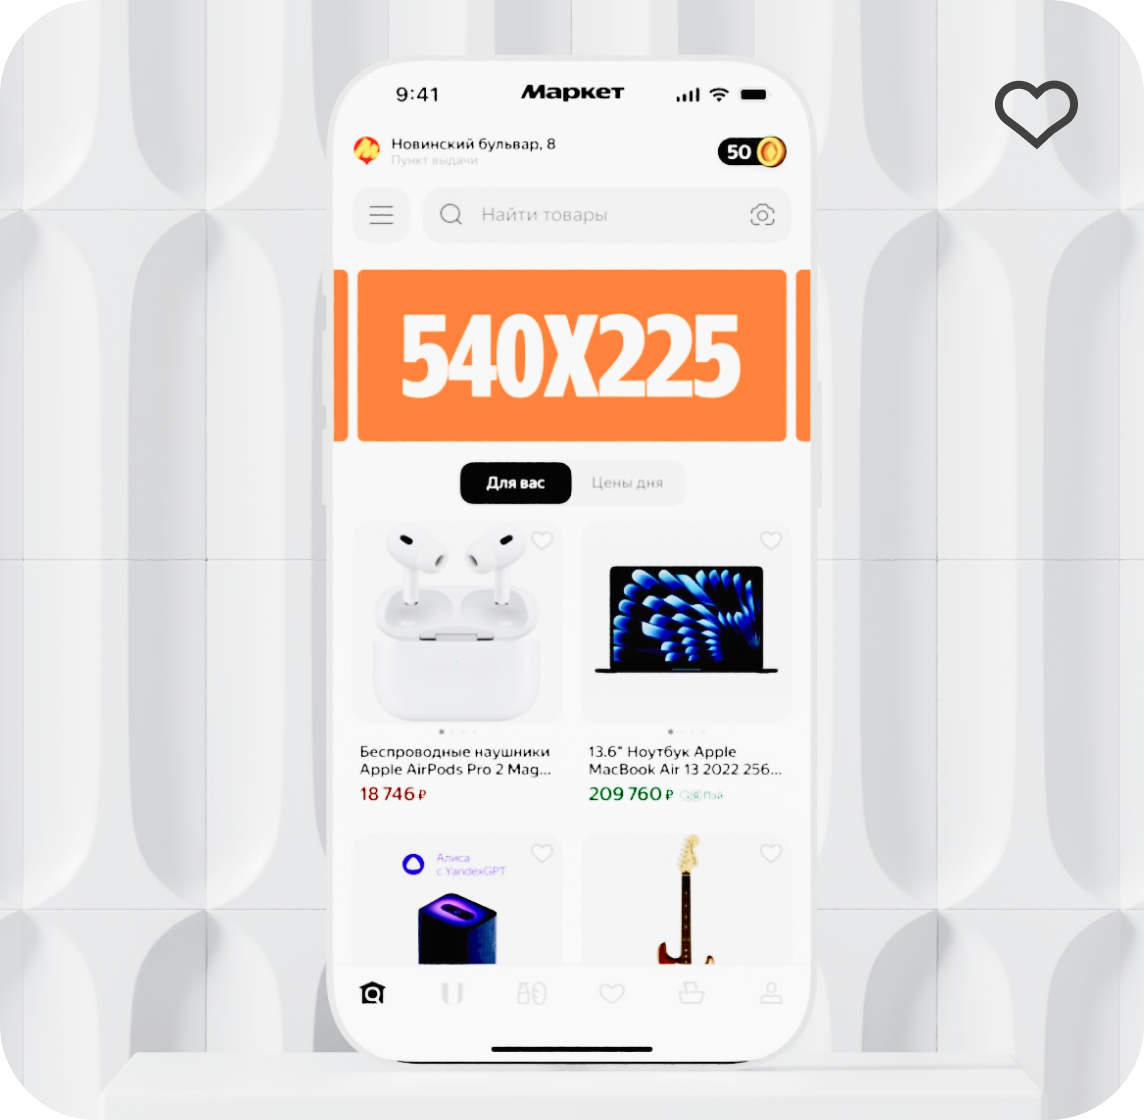 9:41
Маркет
Новинский бульвар, 8
50
Пункт выдачи
Найти товары
540X225
Для вас
Цены дня
Беспроводные наушники
Apple AirPods Pro 2 Mag...
18 746 ₽
13.6" Ноутбук Apple
MacBook Air 13 2022 256...
209 760 ₽ Пэй
Алиса
с YandexGPT